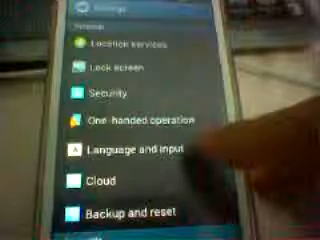 Settings
Personal
Location services
Lock screen
Security
One-handed operation
Language and input
Cloud
Backup and reset